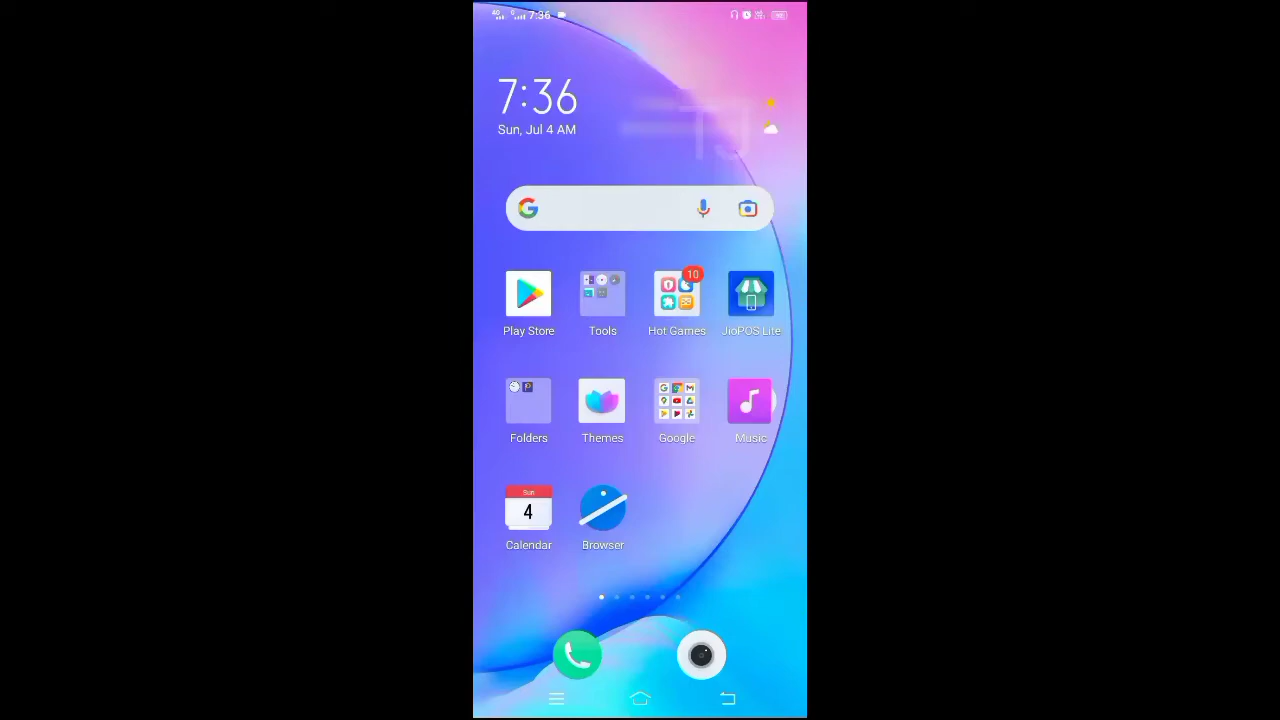 7:36
7:36
Sun, Jul 4 AM
10
Play Store
Tools
Hot Games
JioPOS Lite
Folders
Themes
Google
Music
Sun
4
Calendar
Browser